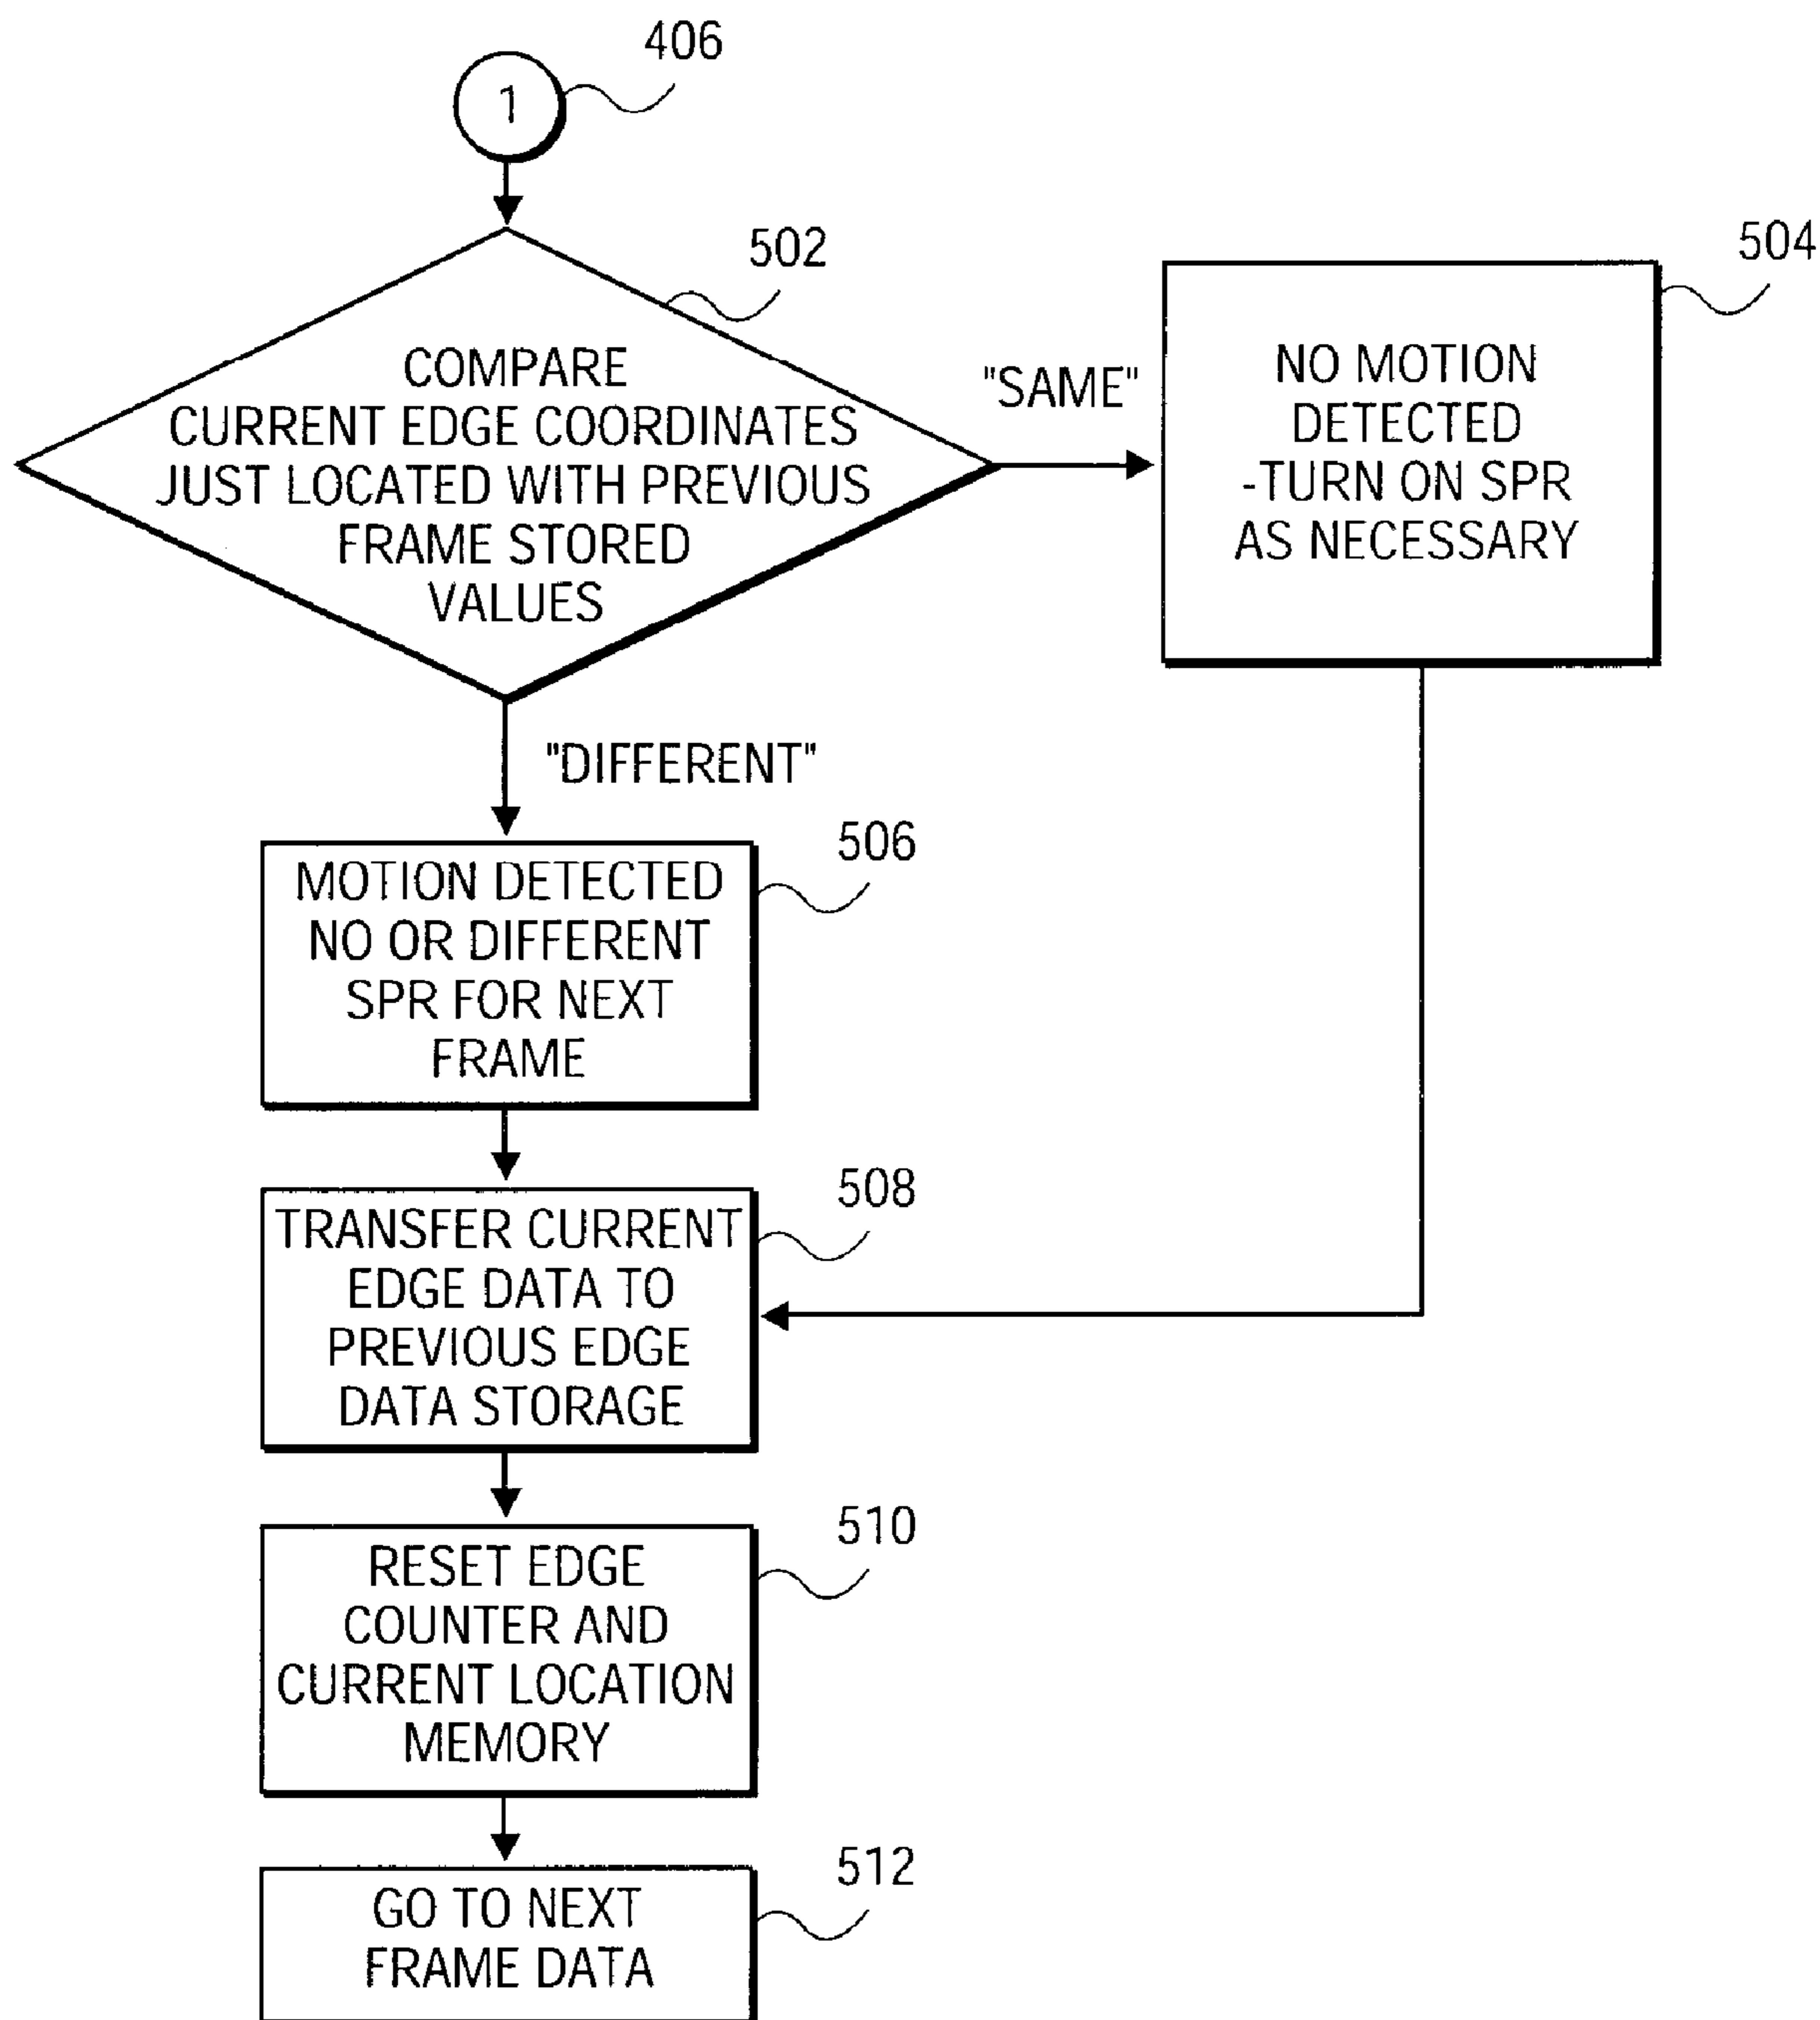 406
1
502
COMPARE
CURRENT EDGE COORDINATES
JUST LOCATED WITH PREVIOUS
FRAME STORED
VALUES
"SAME"
504
NO MOTION
DETECTED
-TURN ON SPR
AS NECESSARY
"DIFFERENT"
506
MOTION DETECTED
NO OR DIFFERENT
SPR FOR NEXT
FRAME
508
TRANSFER CURRENT
EDGE DATA TO
PREVIOUS EDGE
DATA STORAGE
510
RESET EDGE
COUNTER AND
CURRENT LOCATION
MEMORY
512
GO TO NEXT
FRAME DATA